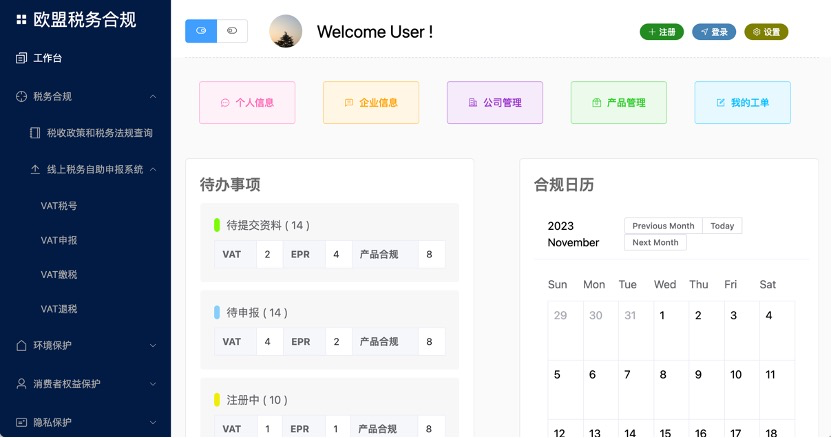 欧盟税务合规
工作台
税务合规
税收政策和税务法规查询
线上税务自助申报系统
VAT税号
VAT申报
VAT缴税
VAT退税
环境保护
消费者权益保护
隐私保护
Welcome User !
注册
登录
设置
个人信息
企业信息
公司管理
产品管理
我的工单
待办事项
待提交资料 ( 14 )
VAT 2 EPR 4 产品合规 8
待申报 ( 14 )
VAT 4 EPR 2 产品合规 8
注册中 ( 10 )
VAT 1 EPR 1 产品合规 8
合规日历
2023
November
Previous Month Today
Next Month
Sun Mon Tue Wed Thu Fri Sat
29 30 31 1 2 3 4
5 6 7 8 9 10 11
12 13 14 15 16 17 18